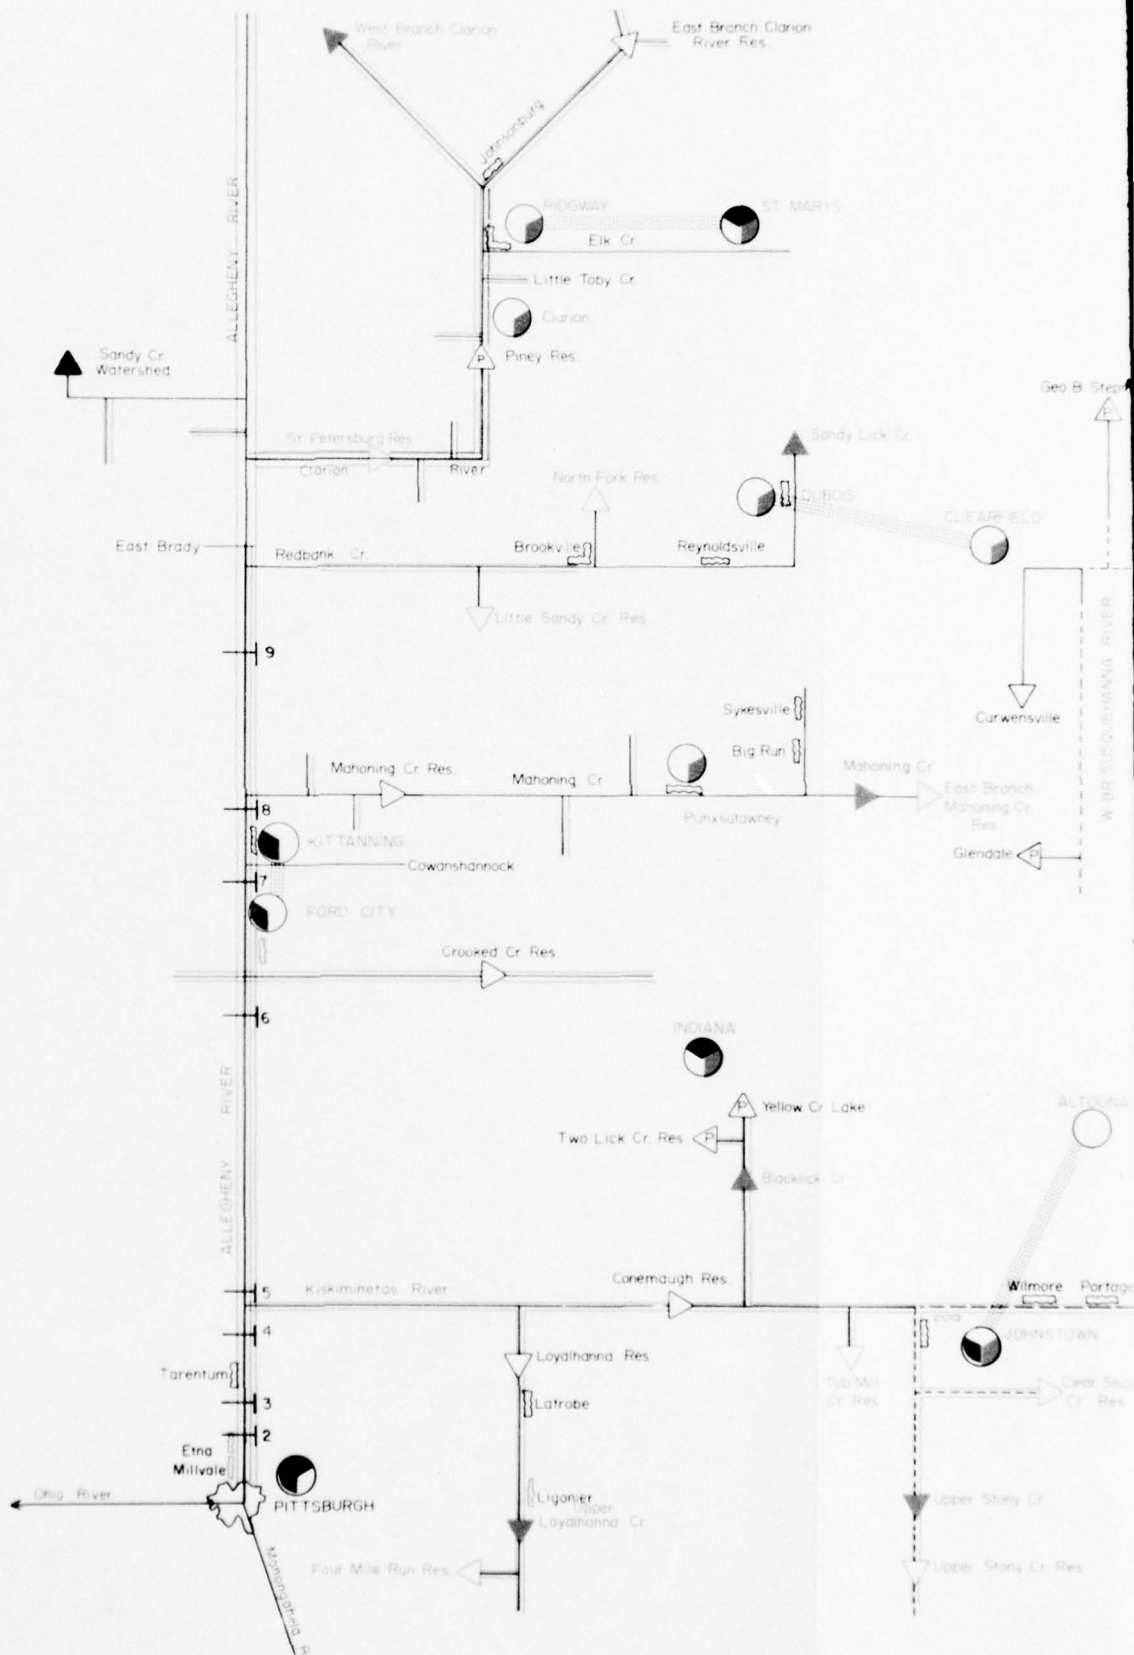 West Branch Clarion
River
East Branch Clarion
River Res.
Johnsonburg
ALLEGHENY RIVER
RIDGWAY
ST MARYS
Elk Cr
Little Toby Cr.
Clarion
Sandy Cr
Watershed
P
Piney Res.
Geo B
P
St Petersburg Res.
Clarion
River
Sandy Lick Cr.
North Fork Res.
DUBOIS
CLEARFIELD
East Brady
Redbank Cr.
Brookville
Reynoldsville
Little Sandy Cr. Res.
W BR SUSQUEHANNA RIVER
9
Curwensville
Sykesville
Big Run
Mahoning Cr. Res.
Mahoning Cr
Mahoning Cr
East Branch
Mahoning Cr.
Res.
Punxsutawney
8
KITTANNING
Glendale
P
Cowanshannock
7
FORD CITY
Crooked Cr Res.
6
INDIANA
ALLEGHENY RIVER
P
Yellow Cr Lake
ALTOONA
Two Lick Cr. Res.
P
Blacklick Cr
5
Kiskiminetas River
Conemaugh Res.
Wilmore
Portage
4
JOHNSTOWN
Loyalhanna Res
Tarentum
Tub Mill
Cr Res
Cr. Res
3
Latrobe
2
Etna
Millvale
PITTSBURGH
Ohio River
Ligonier
Upper
Loyalhanna Cr
Upper Stony Cr
Four Mile Run Res.
Upper Stony Cr Res
Monongahela R